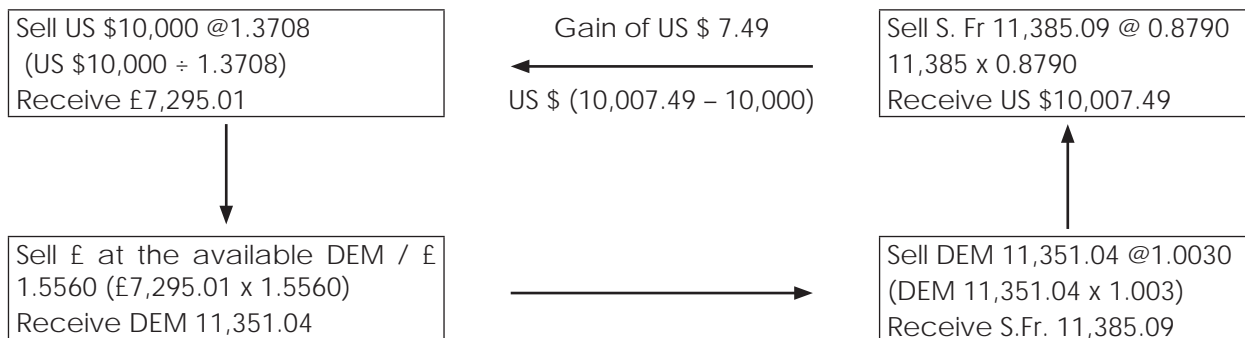 Sell US $10,000 @1.3708
(US $10,000 ÷ 1.3708)
Receive £7,295.01
Gain of US $ 7.49
US $ (10,007.49 – 10,000)
Sell S. Fr 11,385.09 @ 0.8790
11,385 x 0.8790
Receive US $10,007.49
Sell £ at the available DEM / £
1.5560 (£7,295.01 x 1.5560)
Receive DEM 11,351.04
Sell DEM 11,351.04 @1.0030
(DEM 11,351.04 x 1.003)
Receive S.Fr. 11,385.09